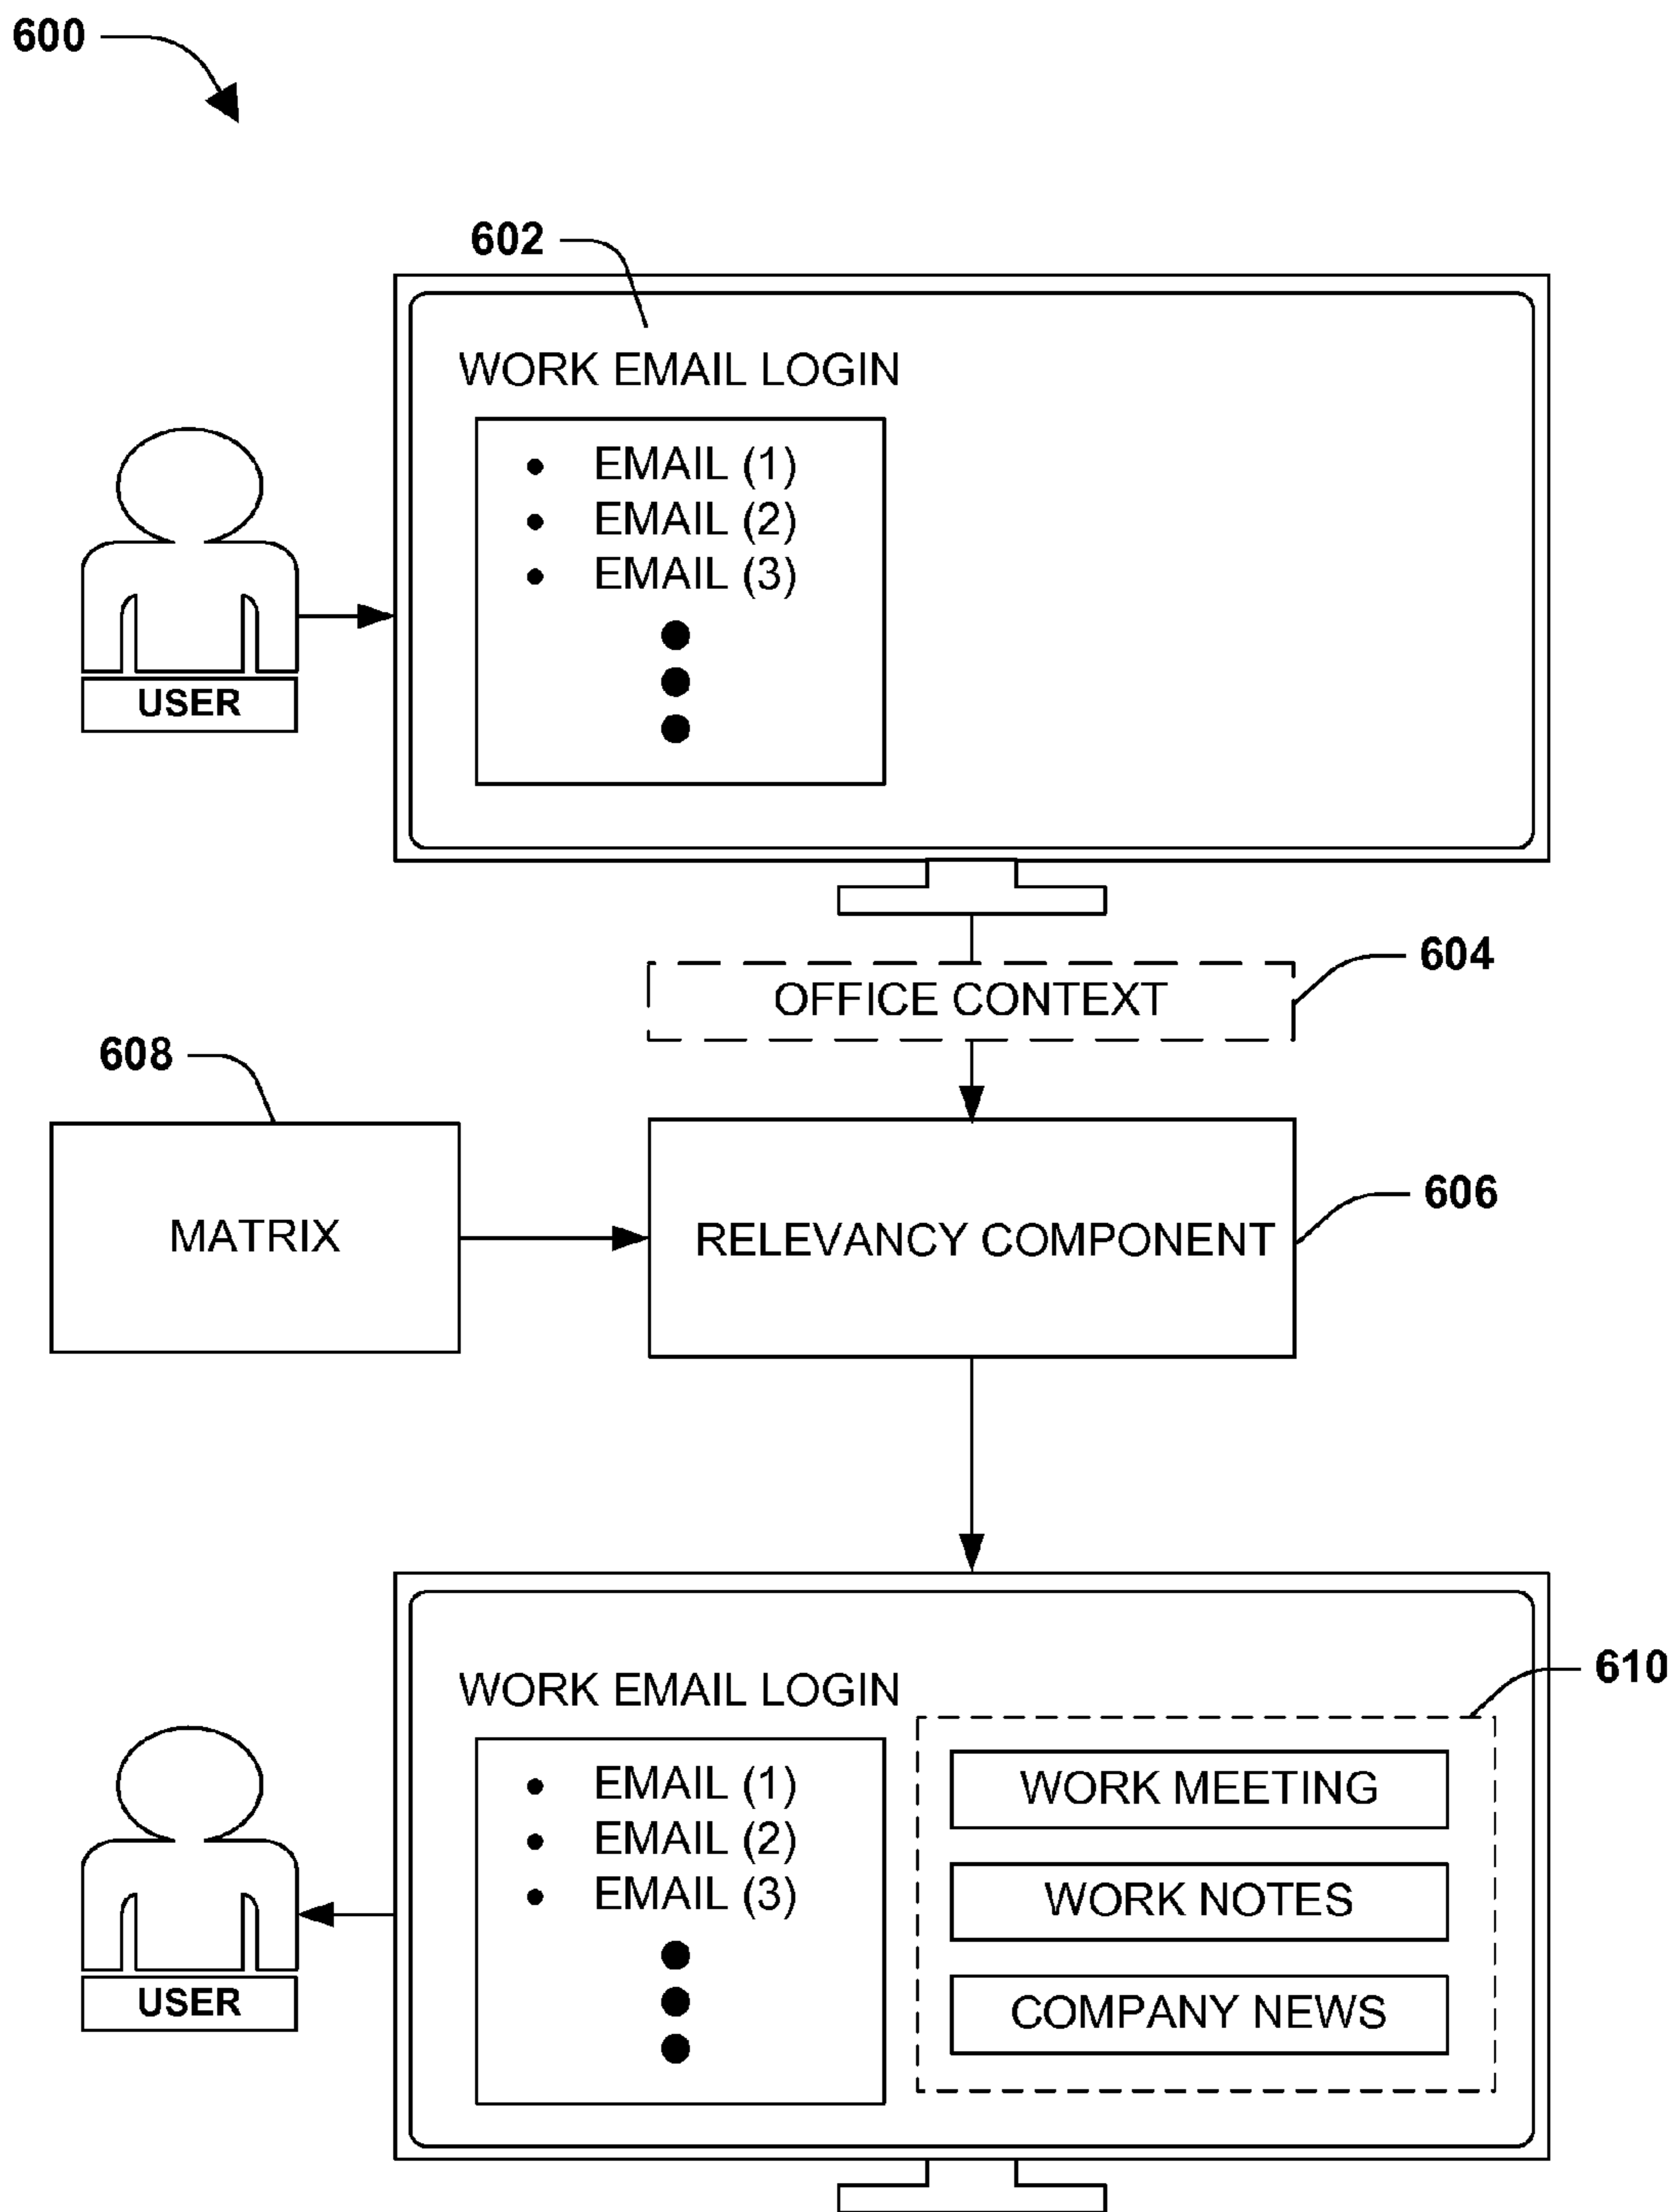 600
602
WORK EMAIL LOGIN
• EMAIL (1)
• EMAIL (2)
• EMAIL (3)
USER
OFFICE CONTEXT
604
608
MATRIX
RELEVANCY COMPONENT
606
WORK EMAIL LOGIN
610
• EMAIL (1)
• EMAIL (2)
• EMAIL (3)
WORK MEETING
WORK NOTES
COMPANY NEWS
USER